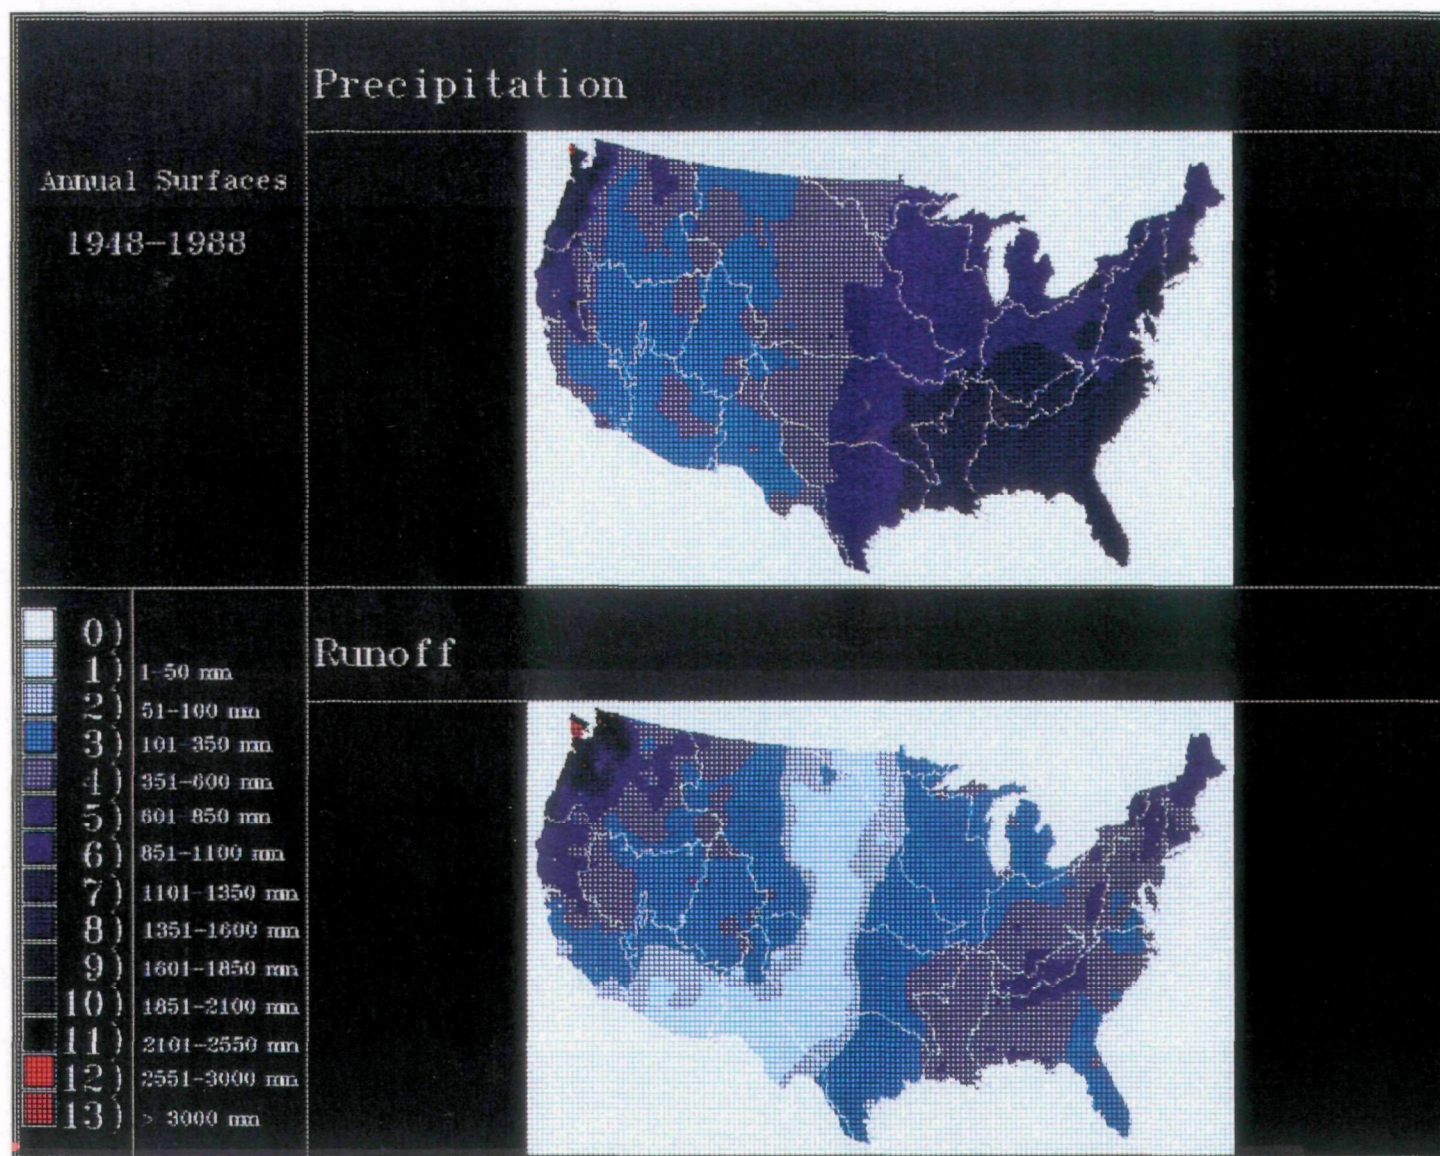 Precipitation
Annual Surfaces
1948-1988
Runoff
0)
1) 1-50 mm
2) 51-100 mm
3) 101-350 mm
4) 351-600 mm
5) 601-850 mm
6) 851-1100 mm
7) 1101-1350 mm
8) 1351-1600 mm
9) 1601-1850 mm
10) 1851-2100 mm
11) 2101-2550 mm
12) 2551-3000 mm
13) > 3000 mm